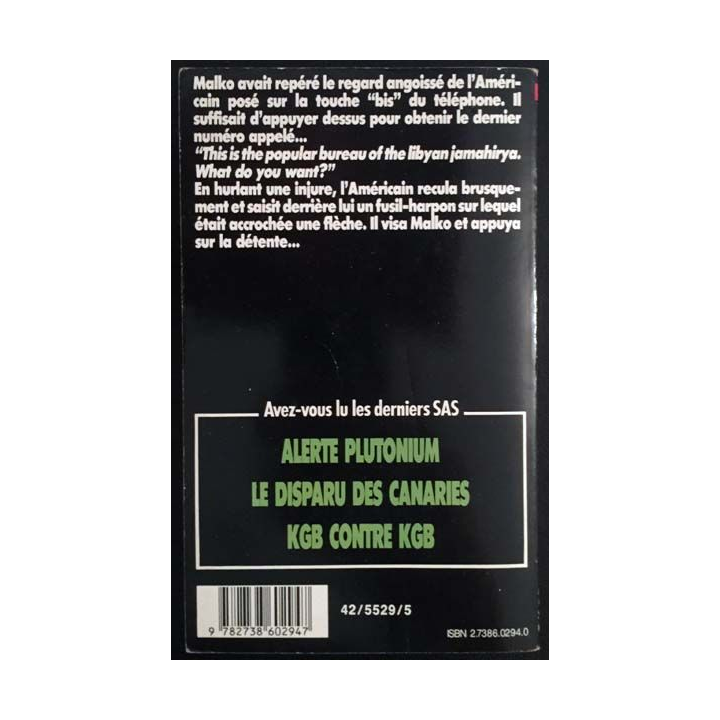 Malko avait repéré le regard angoissé de l'Améri-
cain posé sur la touche "bis" du téléphone. Il
suffisait d'appuyer dessus pour obtenir le dernier
numéro appelé...
"This is the popular bureau of the libyan jamahirya.
What do you want?"
En hurlant une injure, l'Américain recula brusque-
ment et saisit derrière lui un fusil-harpon sur lequel
était accrochée une flèche. Il visa Malko et appuya
sur la détente...
Avez-vous lu les derniers SAS
ALERTE PLUTONIUM
LE DISPARU DES CANARIES
KGB CONTRE KGB
42/5529/5
9 782738 602947
ISBN 2.7386.0294.0